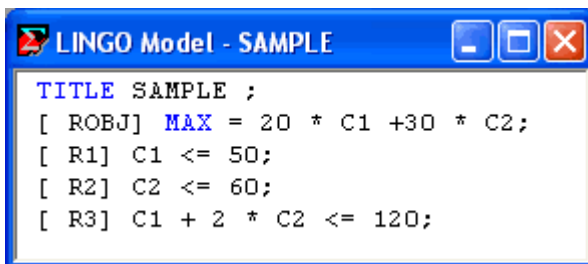 LINGO Model - SAMPLE
TITLE SAMPLE ;
[ ROBJ] MAX = 20 * C1 +30 * C2;
[ R1] C1 <= 50;
[ R2] C2 <= 60;
[ R3] C1 + 2 * C2 <= 120;